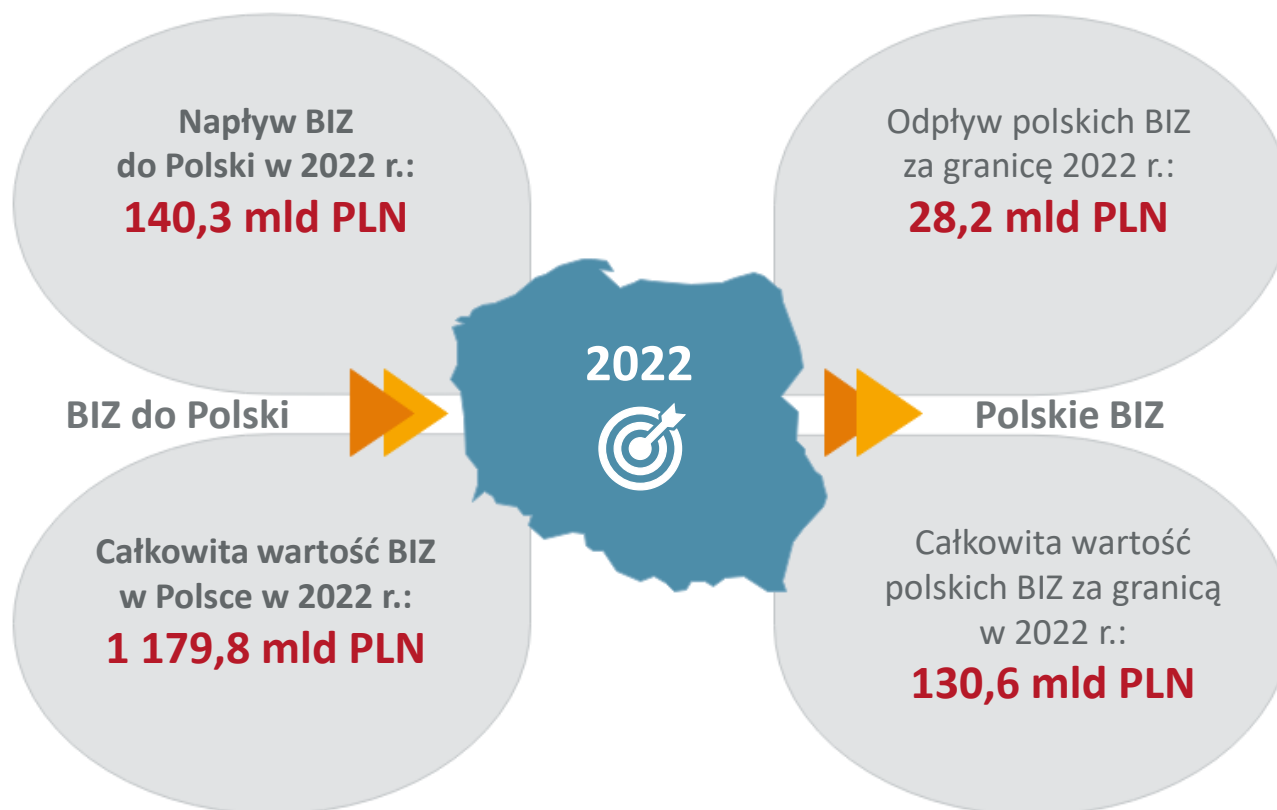 Napływ BIZ
do Polski w 2022 r.:
140,3 mld PLN
Odpływ polskich BIZ
za granicę 2022 r.:
28,2 mld PLN
2022
BIZ do Polski
Polskie BIZ
Całkowita wartość BIZ
w Polsce w 2022 r.:
1 179,8 mld PLN
Całkowita wartość
polskich BIZ za granicą
w 2022 r.:
130,6 mld PLN